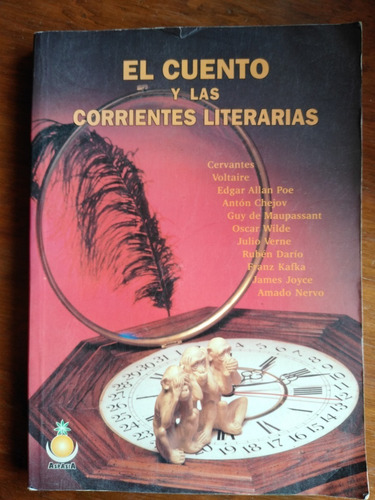 EL CUENTO
Y LAS
CORRIENTES LITERARIAS
Cervantes
Voltaire
Edgar Allan Poe
Antón Chejov
Guy de Maupassant
Oscar Wilde
Julio Verne
Rubén Darío
Franz Kafka
James Joyce
Amado Nervo